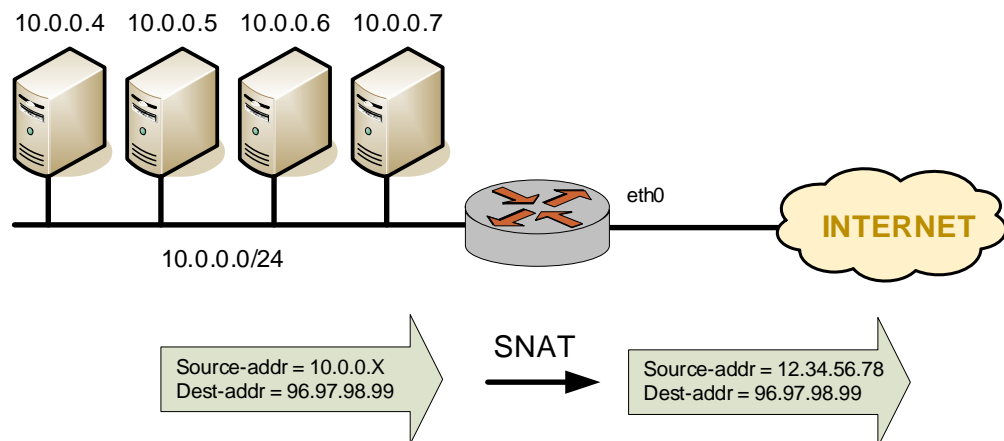 10.0.0.4
10.0.0.5
10.0.0.6
10.0.0.7
eth0
INTERNET
10.0.0.0/24
Source-addr = 10.0.0.X
Dest-addr = 96.97.98.99
SNAT
Source-addr = 12.34.56.78
Dest-addr = 96.97.98.99